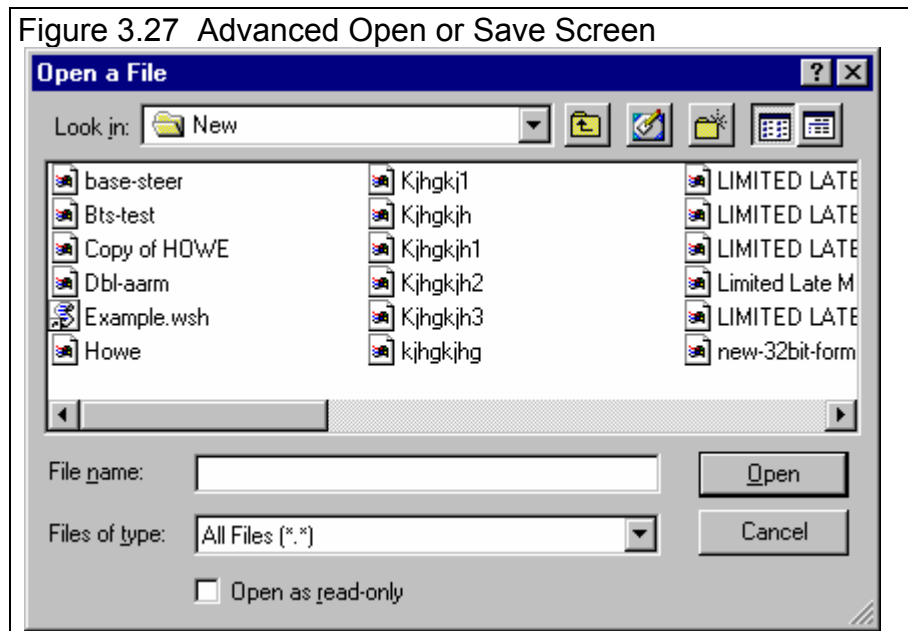 Figure 3.27 Advanced Open or Save Screen
Open a File
Look in: New
base-steer
Bts-test
Copy of HOWE
Dbl-aarm
Example.wsh
Howe
Kjhgkj1
Kjhgkjh
Kjhgkjh1
Kjhgkjh2
Kjhgkjh3
kjhgkjhg
LIMITED LATE
LIMITED LATE
LIMITED LATE
Limited Late M
LIMITED LATE
new-32bit-form
File name:
Open
Files of type: All Files (*.*)
Cancel
Open as read-only